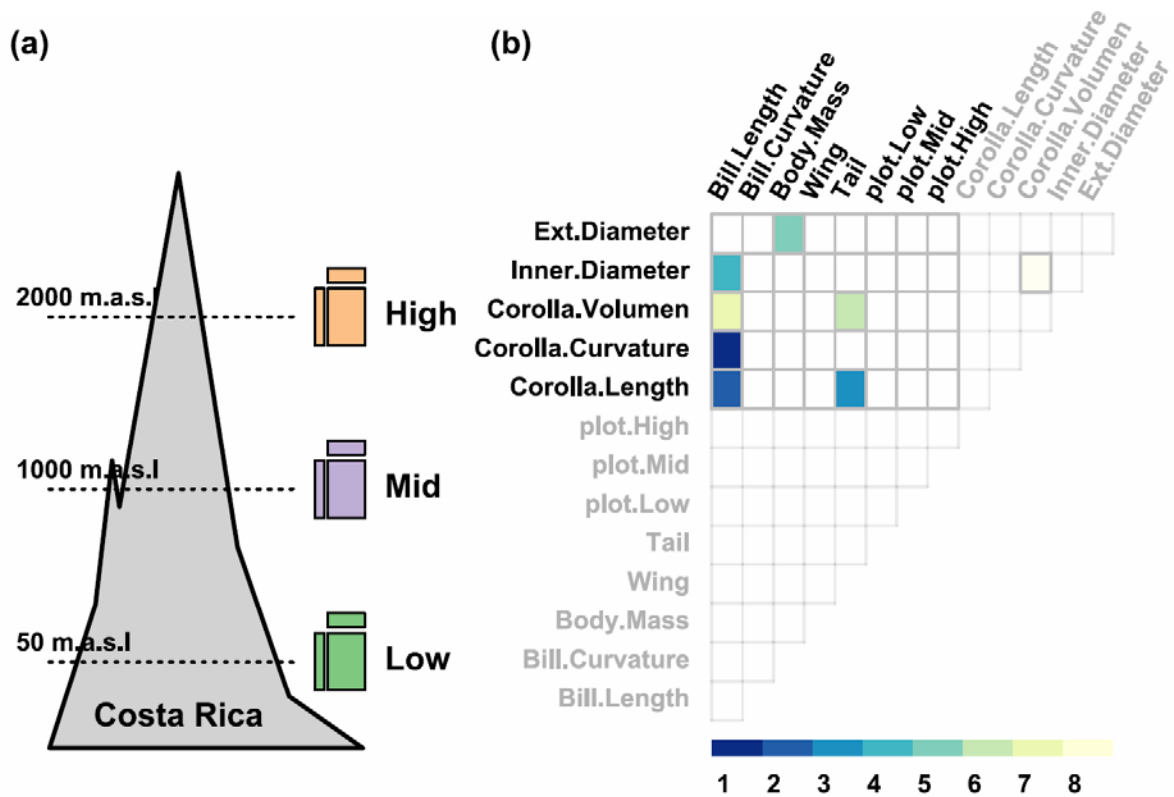 (a)
2000 m.a.s.l
High
1000 m.a.s.l
Mid
50 m.a.s.l
Low
Costa Rica
(b)
Bill.Length
Bill.Curvature
Body.Mass
Wing
Tail
plot.Low
plot.Mid
plot.High
Corolla.Length
Corolla.Curvature
Corolla.Volumen
Inner.Diameter
Ext.Diameter
Ext.Diameter
Inner.Diameter
Corolla.Volumen
Corolla.Curvature
Corolla.Length
plot.High
plot.Mid
plot.Low
Tail
Wing
Body.Mass
Bill.Curvature
Bill.Length
1 2 3 4 5 6 7 8